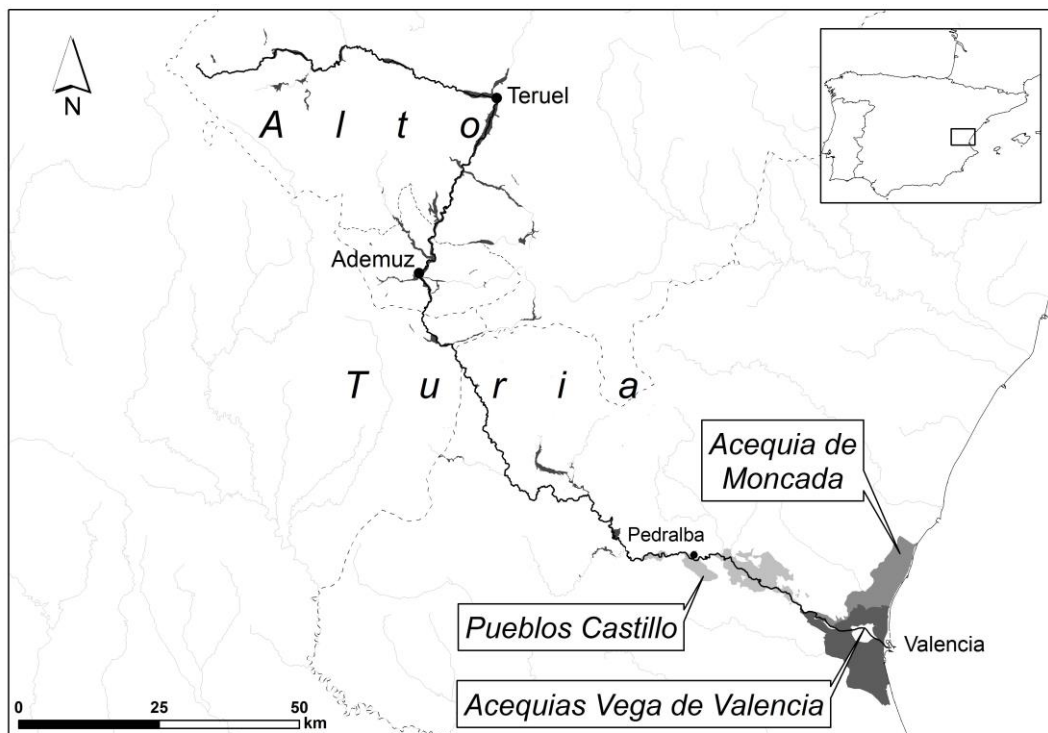 N
Teruel
A l t o
Ademuz
T u r i a
Acequia de
Moncada
Pedralba
Pueblos Castillo
Valencia
Acequias Vega de Valencia
0 25 50
km